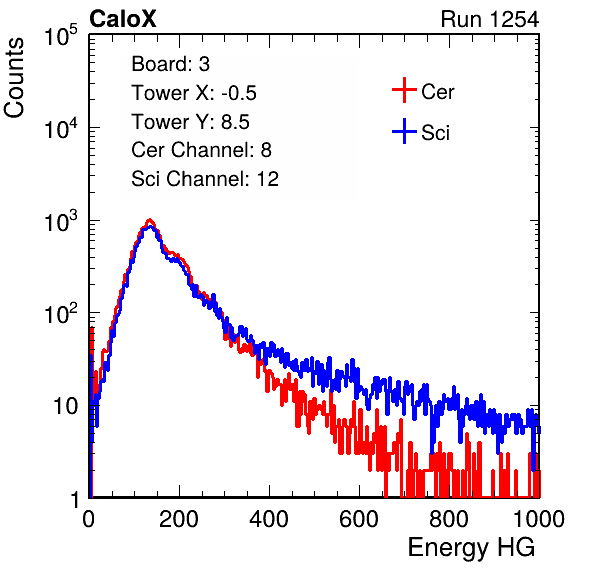 CaloX Run 1254
Counts
Board: 3
Tower X: -0.5
Tower Y: 8.5
Cer Channel: 8
Sci Channel: 12
Cer
Sci
10^5
10^4
10^3
10^2
10
1
0 200 400 600 800 1000
Energy HG